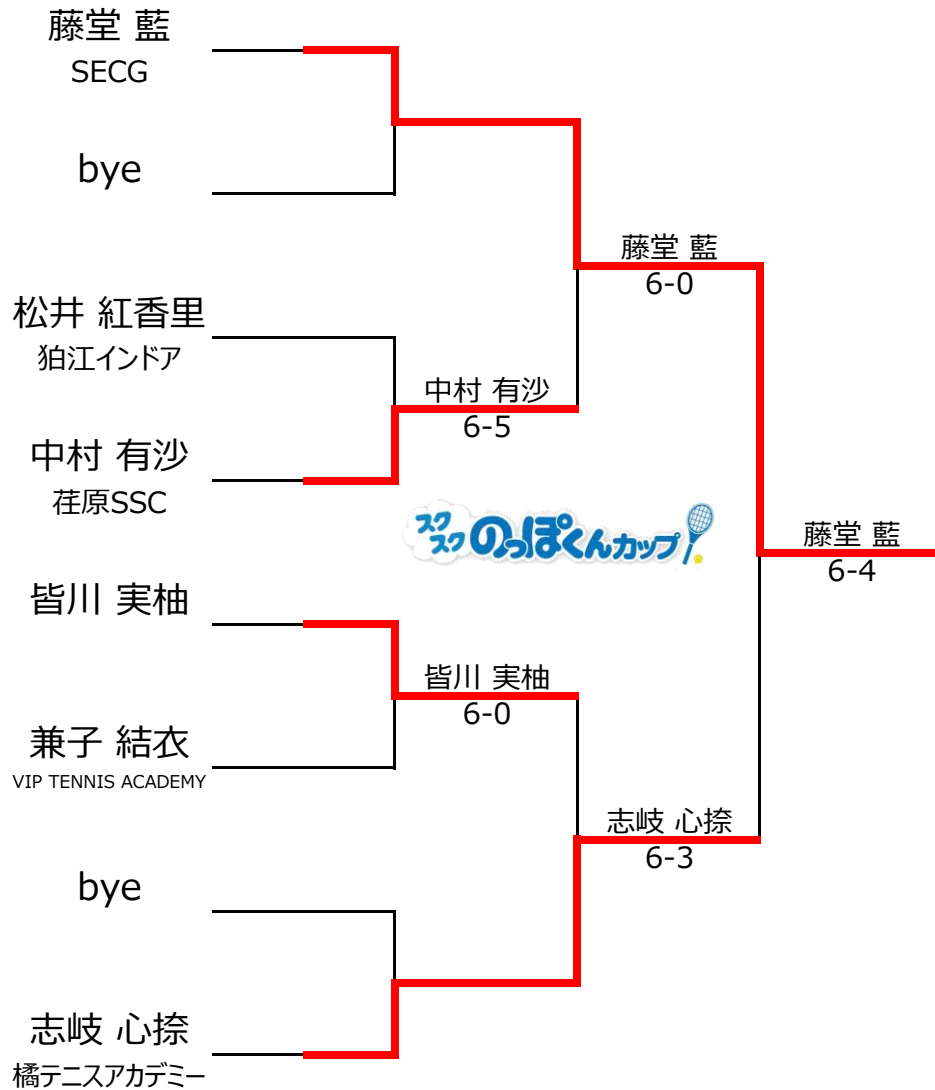 藤堂 藍
SECG
bye
藤堂 藍
6-0
松井 紅香里
狛江インドア
中村 有沙
6-5
中村 有沙
荏原SSC
スクスク のっぽくんカップ
藤堂 藍
6-4
皆川 実柚
皆川 実柚
6-0
兼子 結衣
VIP TENNIS ACADEMY
志岐 心捺
6-3
bye
志岐 心捺
橘テニスアカデミー